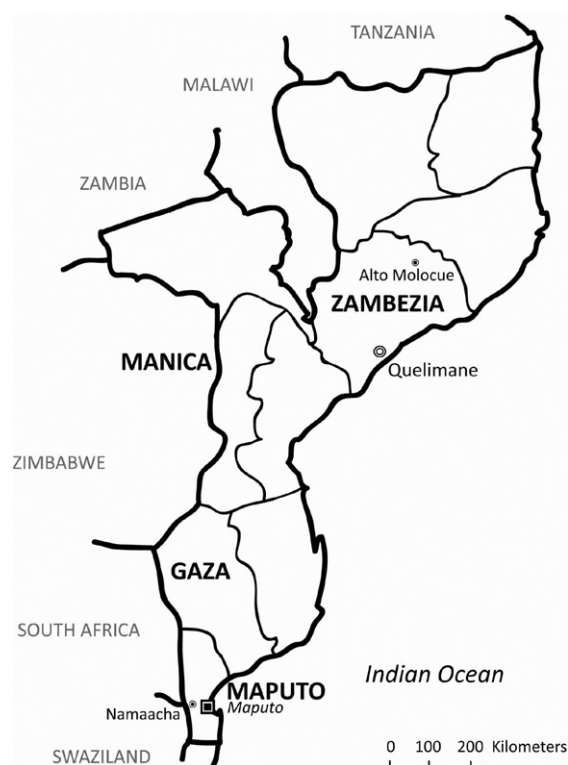 TANZANIA
MALAWI
ZAMBIA
Alto Molocue
ZAMBEZIA
MANICA
Quelimane
ZIMBABWE
GAZA
SOUTH AFRICA
Indian Ocean
MAPUTO
Namaacha
Maputo
SWAZILAND
0 100 200 Kilometers